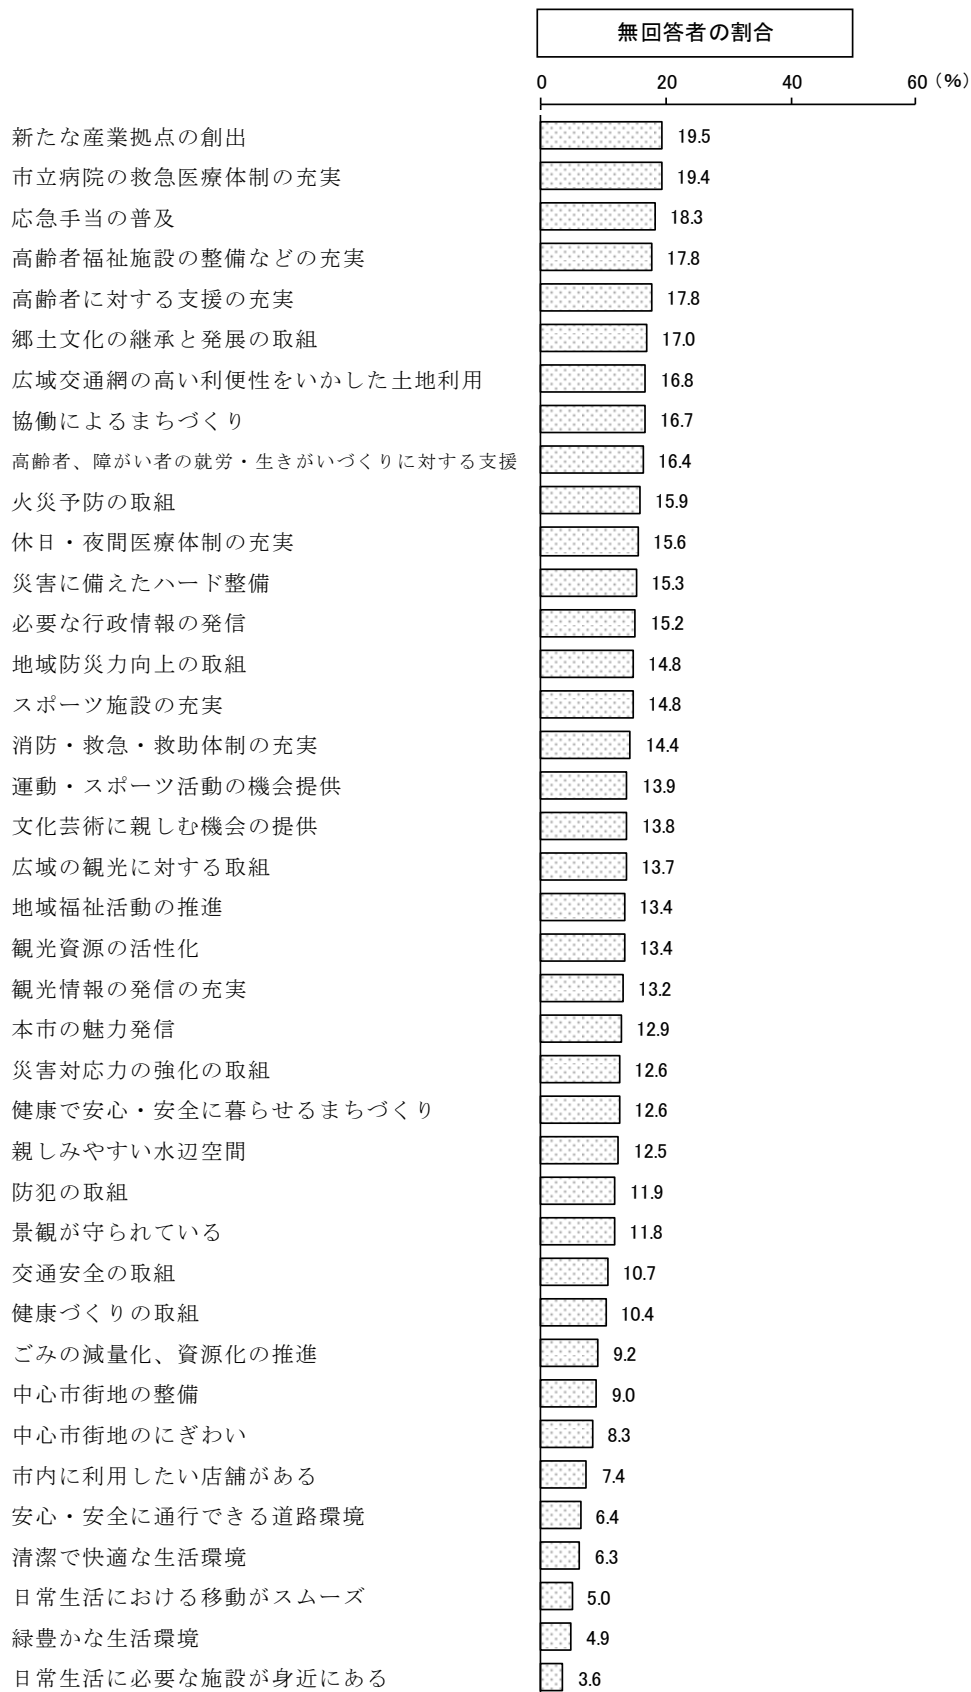 無回答者の割合
0 20 40 60 (%)
新たな産業拠点の創出 19.5
市立病院の救急医療体制の充実 19.4
応急手当の普及 18.3
高齢者福祉施設の整備などの充実 17.8
高齢者に対する支援の充実 17.8
郷土文化の継承と発展の取組 17.0
広域交通網の高い利便性をいかした土地利用 16.8
協働によるまちづくり 16.7
高齢者、障がい者の就労・生きがいづくりに対する支援 16.4
火災予防の取組 15.9
休日・夜間医療体制の充実 15.6
災害に備えたハード整備 15.3
必要な行政情報の発信 15.2
地域防災力向上の取組 14.8
スポーツ施設の充実 14.8
消防・救急・救助体制の充実 14.4
運動・スポーツ活動の機会提供 13.9
文化芸術に親しむ機会の提供 13.8
広域の観光に対する取組 13.7
地域福祉活動の推進 13.4
観光資源の活性化 13.4
観光情報の発信の充実 13.2
本市の魅力発信 12.9
災害対応力の強化の取組 12.6
健康で安心・安全に暮らせるまちづくり 12.6
親しみやすい水辺空間 12.5
防犯の取組 11.9
景観が守られている 11.8
交通安全の取組 10.7
健康づくりの取組 10.4
ごみの減量化、資源化の推進 9.2
中心市街地の整備 9.0
中心市街地のにぎわい 8.3
市内に利用したい店舗がある 7.4
安心・安全に通行できる道路環境 6.4
清潔で快適な生活環境 6.3
日常生活における移動がスムーズ 5.0
緑豊かな生活環境 4.9
日常生活に必要な施設が身近にある 3.6